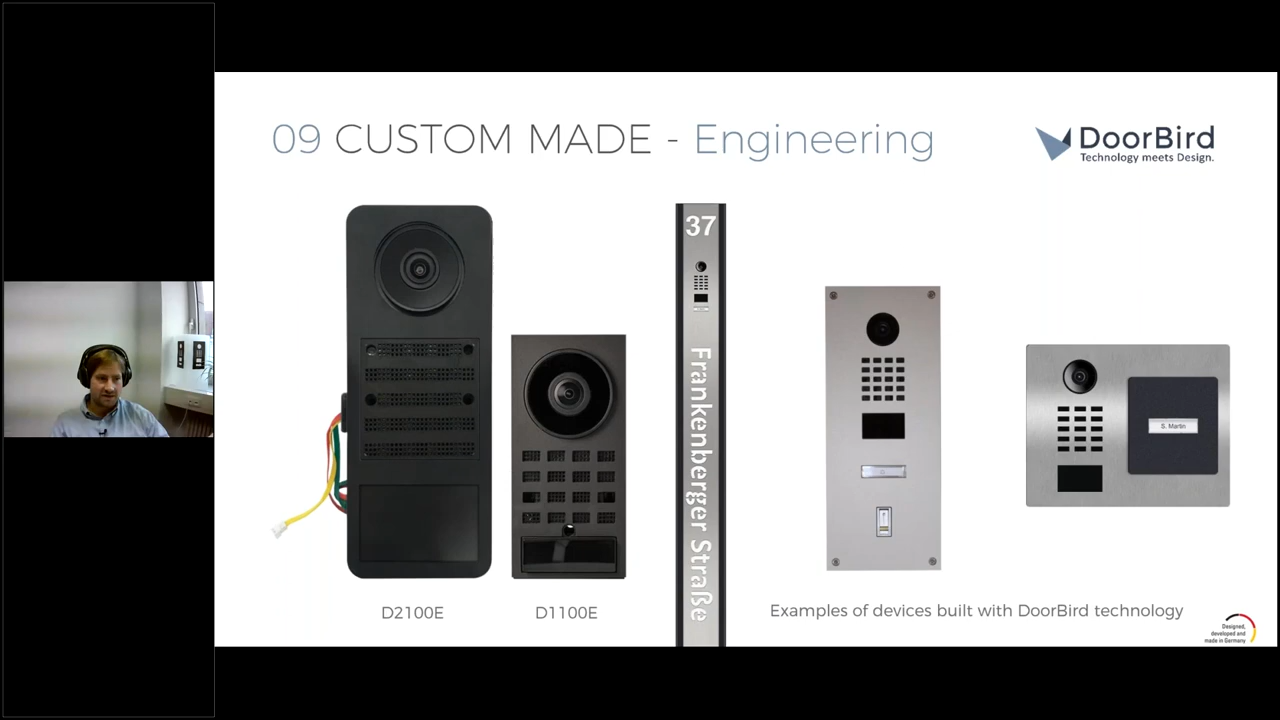 09 CUSTOM MADE - Engineering
DoorBird
Technology meets Design.
37
Frankenberger Straße
S. Martin
D2100E
D1100E
Examples of devices built with DoorBird technology
Designed,
developed and
made in Germany